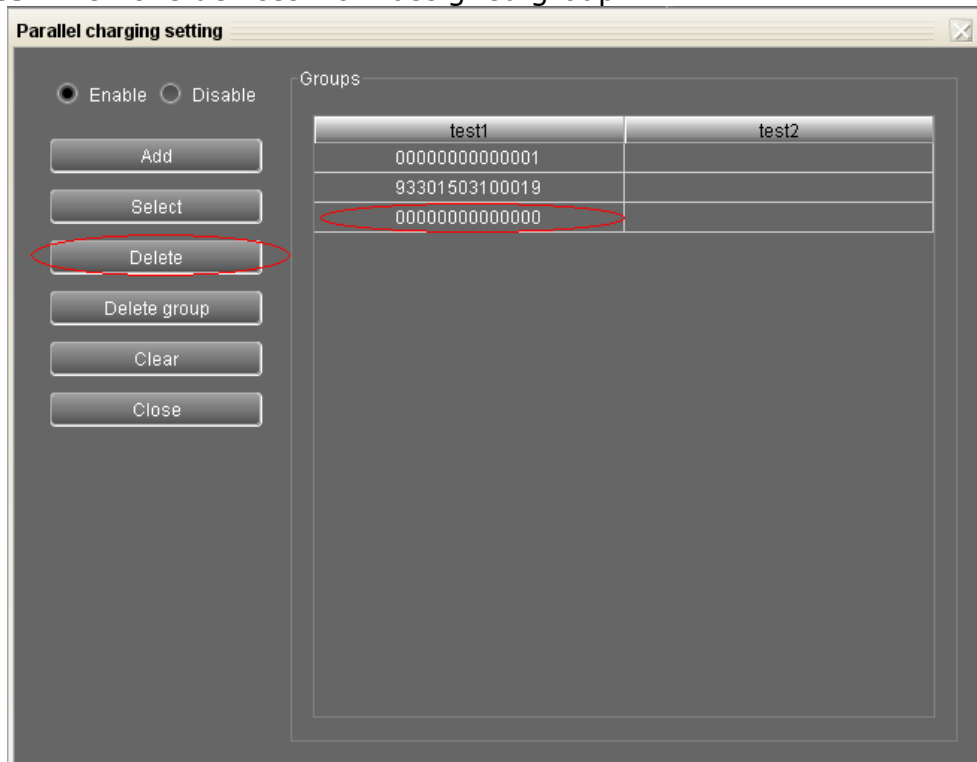 Parallel charging setting
Enable Disable
Groups
test1 test2
Add
00000000000001
Select
93301503100019
00000000000000
Delete
Delete group
Clear
Close